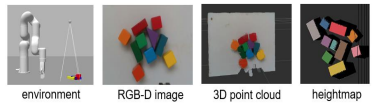 environment
RGB-D image
3D point cloud
heightmap